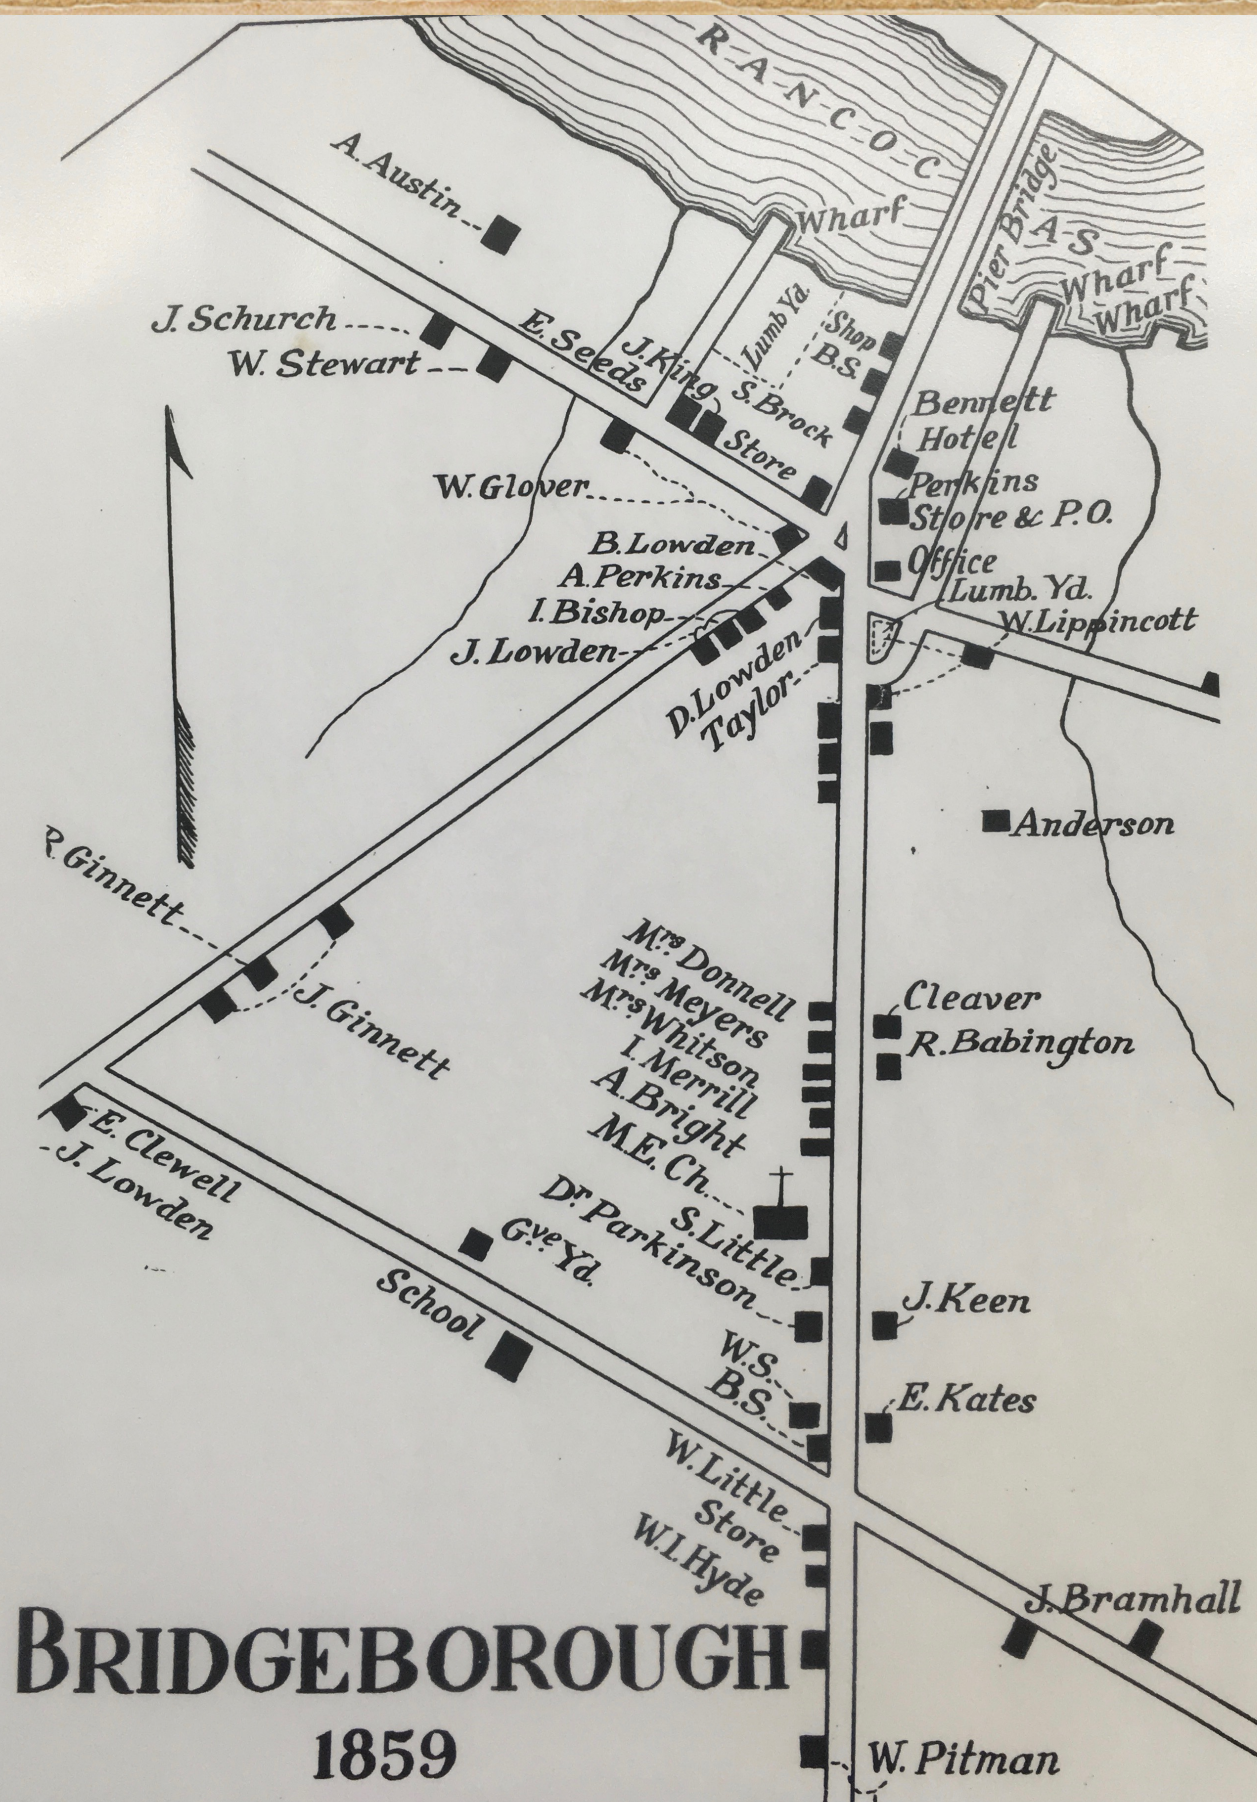 R-A-N-C-O-C
A-S
Pier Bridge
Wharf
Wharf
Wharf
A. Austin
J. Schurch
W. Stewart
E. Seeds
J. King
Lumb Yd.
Shop
B.S.
S. Brock
Store
Bennett
Hotel
Perkins
Store & P.O.
Office
Lumb. Yd.
W. Lippincott
W. Glover
B. Lowden
A. Perkins
I. Bishop
J. Lowden
D. Lowden
Taylor
Anderson
R. Ginnett
J. Ginnett
Mrs. Donnell
Mrs. Meyers
Mrs. Whitson
I. Merrill
A. Bright
M.E. Ch.
S. Little
Dr. Parkinson
Cleaver
R. Babington
E. Clewell
J. Lowden
Gve. Yd.
School
J. Keen
W.S.
B.S.
E. Kates
W. Little
Store
W.I. Hyde
J. Bramhall
BRIDGEBOROUGH
1859
W. Pitman